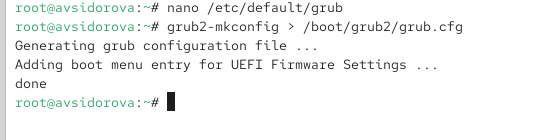 root@avsidorova:~# nano /etc/default/grub
root@avsidorova:~# grub2-mkconfig > /boot/grub2/grub.cfg
Generating grub configuration file ...
Adding boot menu entry for UEFI Firmware Settings ...
done
root@avsidorova:~#